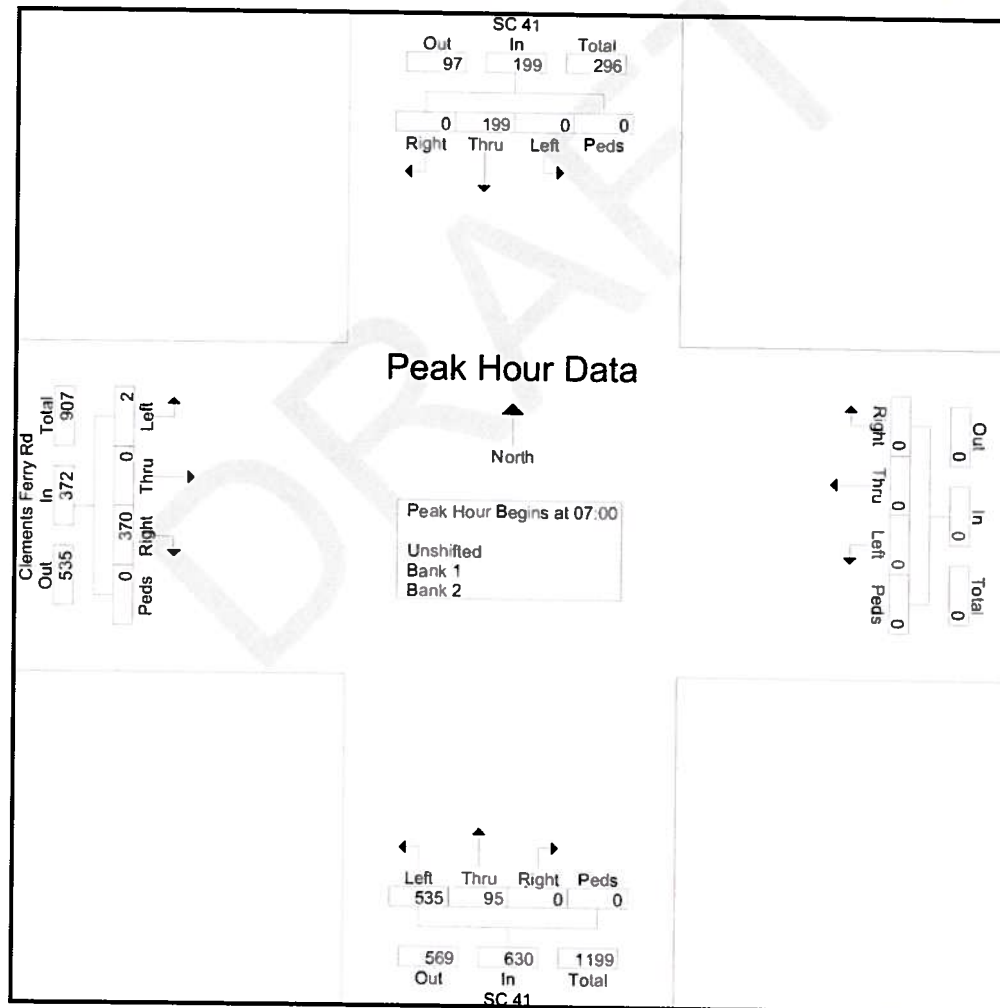 SC 41
Out In Total
97 199 296
0 199 0 0
Right Thru Left Peds
DRAFT
Peak Hour Data
North
Peak Hour Begins at 07:00
Unshifted
Bank 1
Bank 2
Clements Ferry Rd
Out In Total
535 372 907
0 370 0 2
Peds Right Thru Left
Out In Total
0 0 0
Right Thru Left Peds
0 0 0 0
Left Thru Right Peds
535 95 0 0
569 630 1199
Out In Total
SC 41